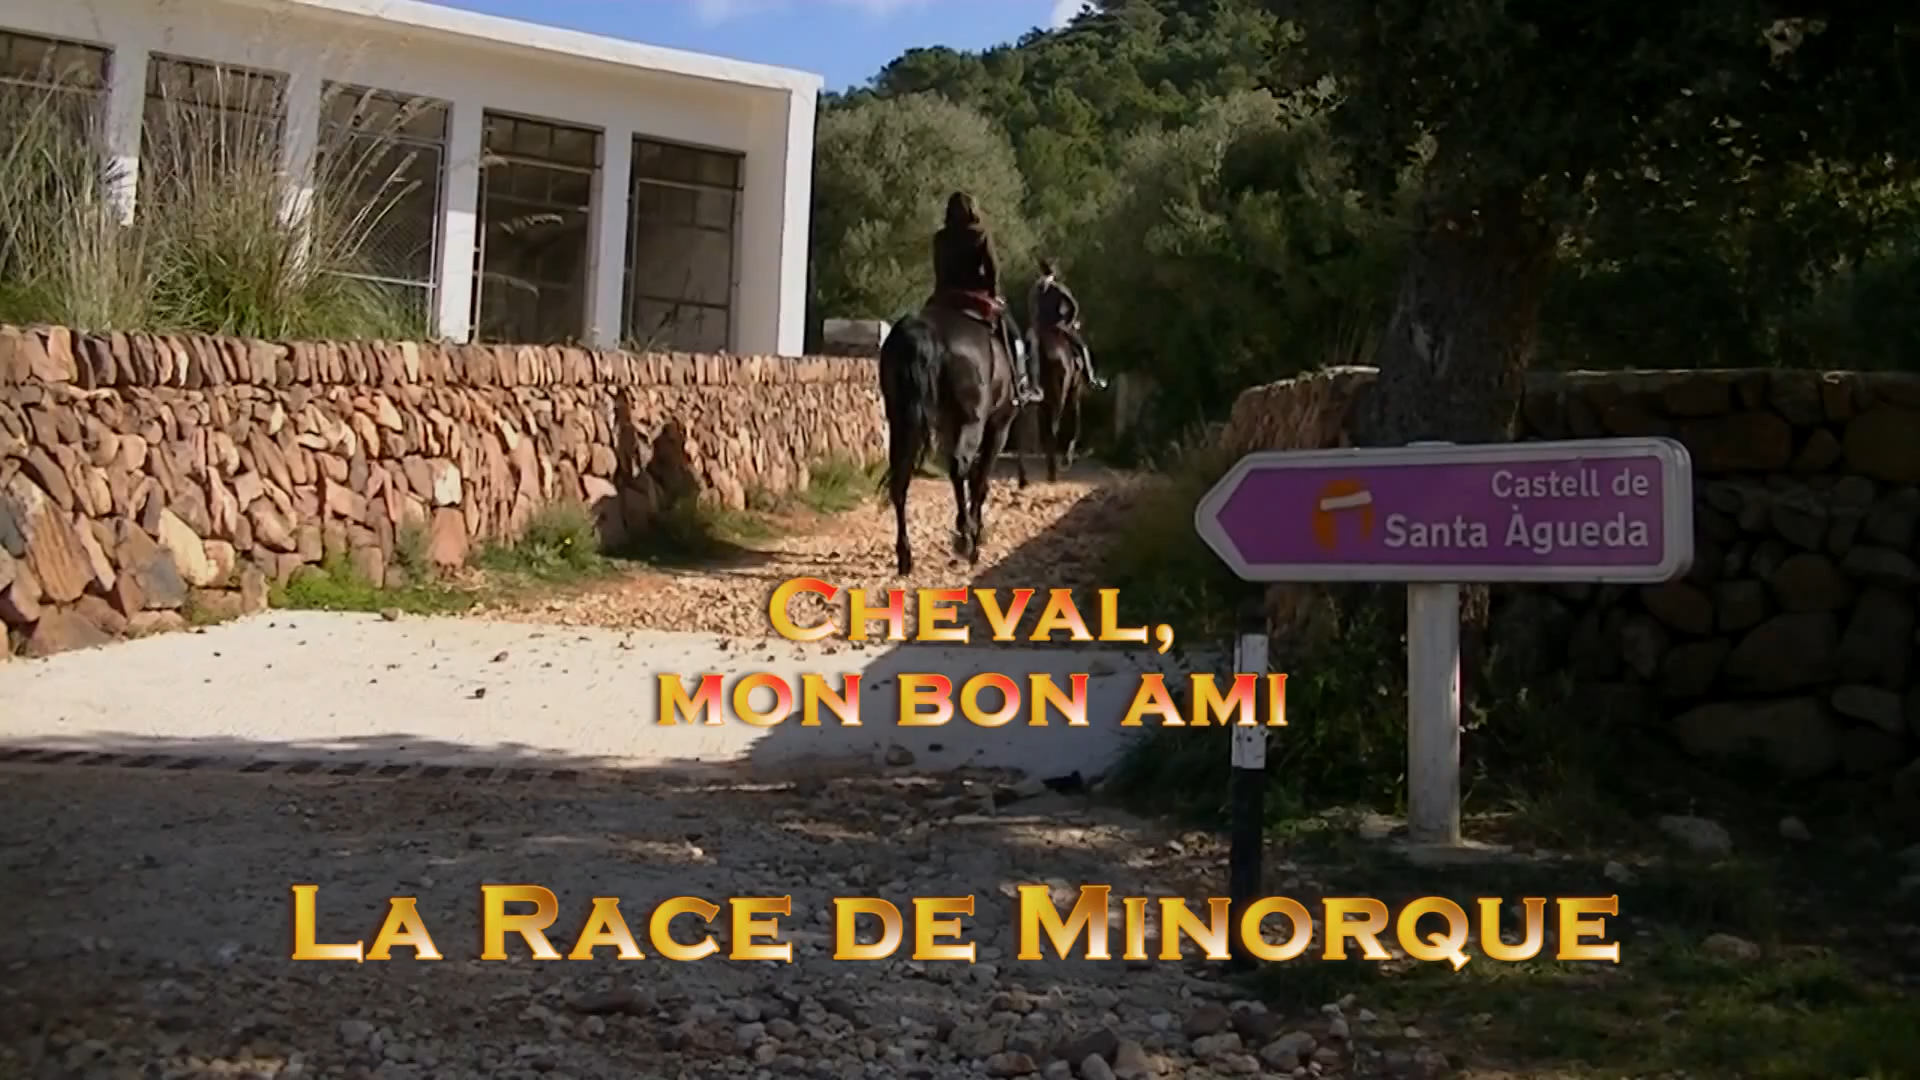 Castell de
Santa Àgueda
CHEVAL,
MON BON AMI
LA RACE DE MINORQUE